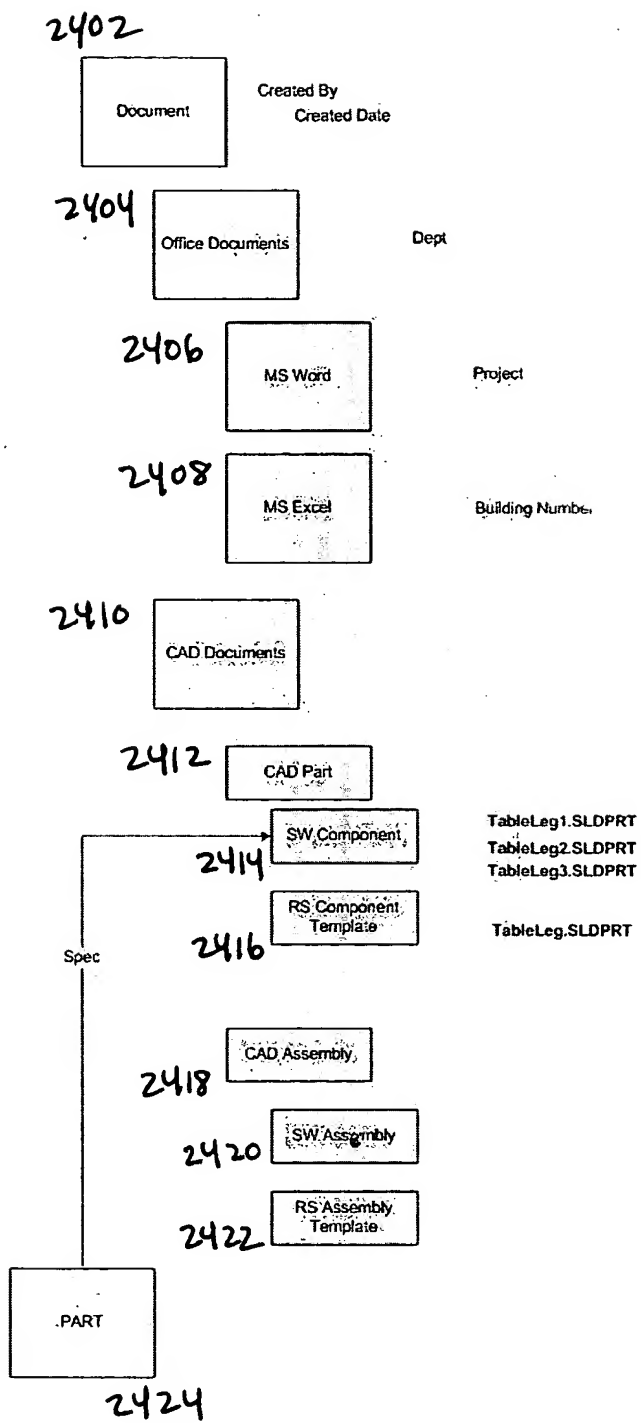 2402
Document
Created By
Created Date
2404
Office Documents
Dept
2406
MS Word
Project
2408
MS Excel
Building Number
2410
CAD Documents
2412
CAD Part
SW Component
2414
TableLeg1.SLDPRT
TableLeg2.SLDPRT
TableLeg3.SLDPRT
RS Component
Template
2416
TableLeg.SLDPRT
Spec
CAD Assembly
2418
SW Assembly
2420
RS Assembly
Template
2422
PART
2424